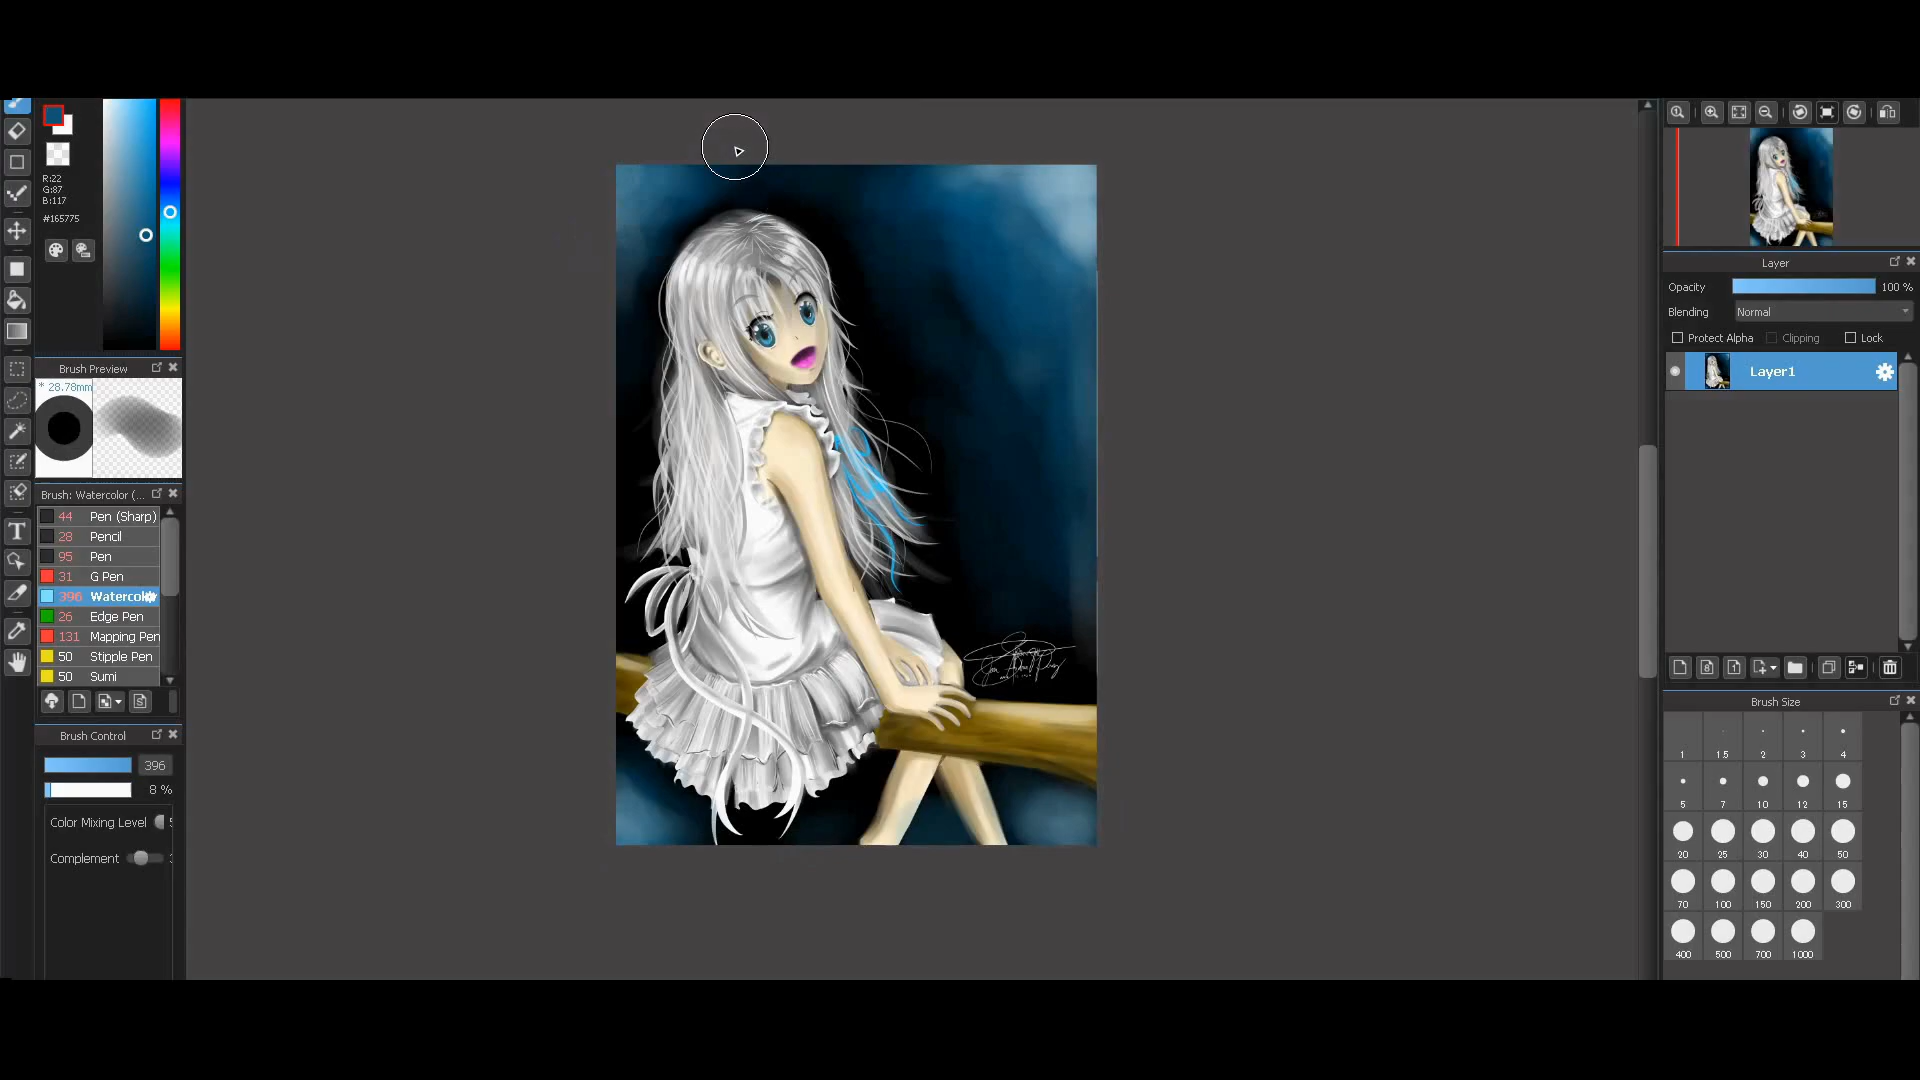 R:22
G:87
B:117
#165775
Brush Preview
* 28.78mm
Brush: Watercolor (...
44 Pen (Sharp)
28 Pencil
95 Pen
31 G Pen
396 Watercol
26 Edge Pen
131 Mapping Pen
50 Stipple Pen
50 Sumi
Brush Control
396
8 %
Color Mixing Level
Complement
Layer
Opacity 100 %
Blending Normal
Protect Alpha Clipping Lock
Layer1
Brush Size
1 1.5 2 3 4
5 7 10 12 15
20 25 30 40 50
70 100 150 200 300
400 500 700 1000